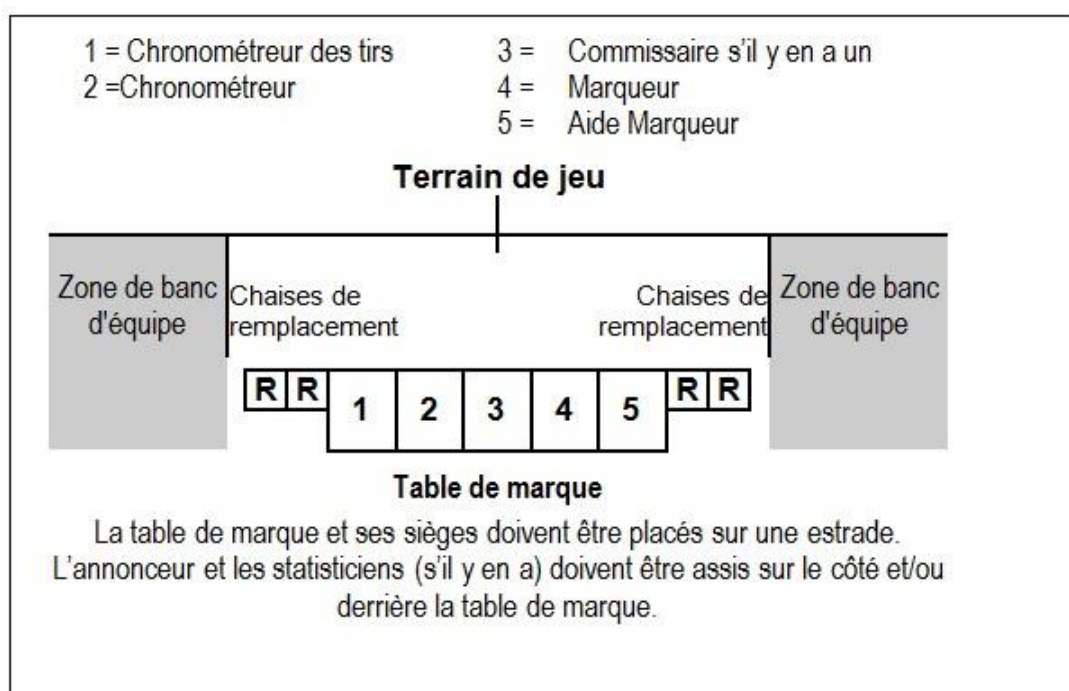 1 = Chronométreur des tirs
2 =Chronométreur
3 = Commissaire s'il y en a un
4 = Marqueur
5 = Aide Marqueur
Terrain de jeu
Zone de banc
d'équipe
Chaises de
remplacement
Chaises de
remplacement
Zone de banc
d'équipe
R R 1 2 3 4 5 R R
Table de marque
La table de marque et ses sièges doivent être placés sur une estrade.
L'annonceur et les statisticiens (s'il y en a) doivent être assis sur le côté et/ou
derrière la table de marque.